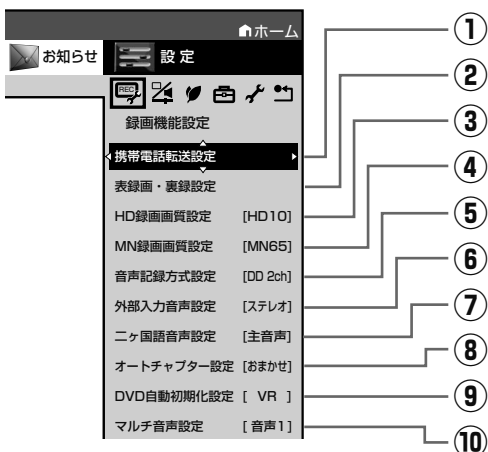 ホーム
お知らせ 設定
REC
録画機能設定
携帯電話転送設定 ①
表録画・裏録設定 ②
HD録画画質設定 [HD10] ③
MN録画画質設定 [MN65] ④
音声記録方式設定 [DD 2ch] ⑤
外部入力音声設定 [ステレオ] ⑥
二ヶ国語音声設定 [主音声] ⑦
オートチャプター設定 [おまかせ] ⑧
DVD自動初期化設定 [ VR ] ⑨
マルチ音声設定 [音声1] ⑩